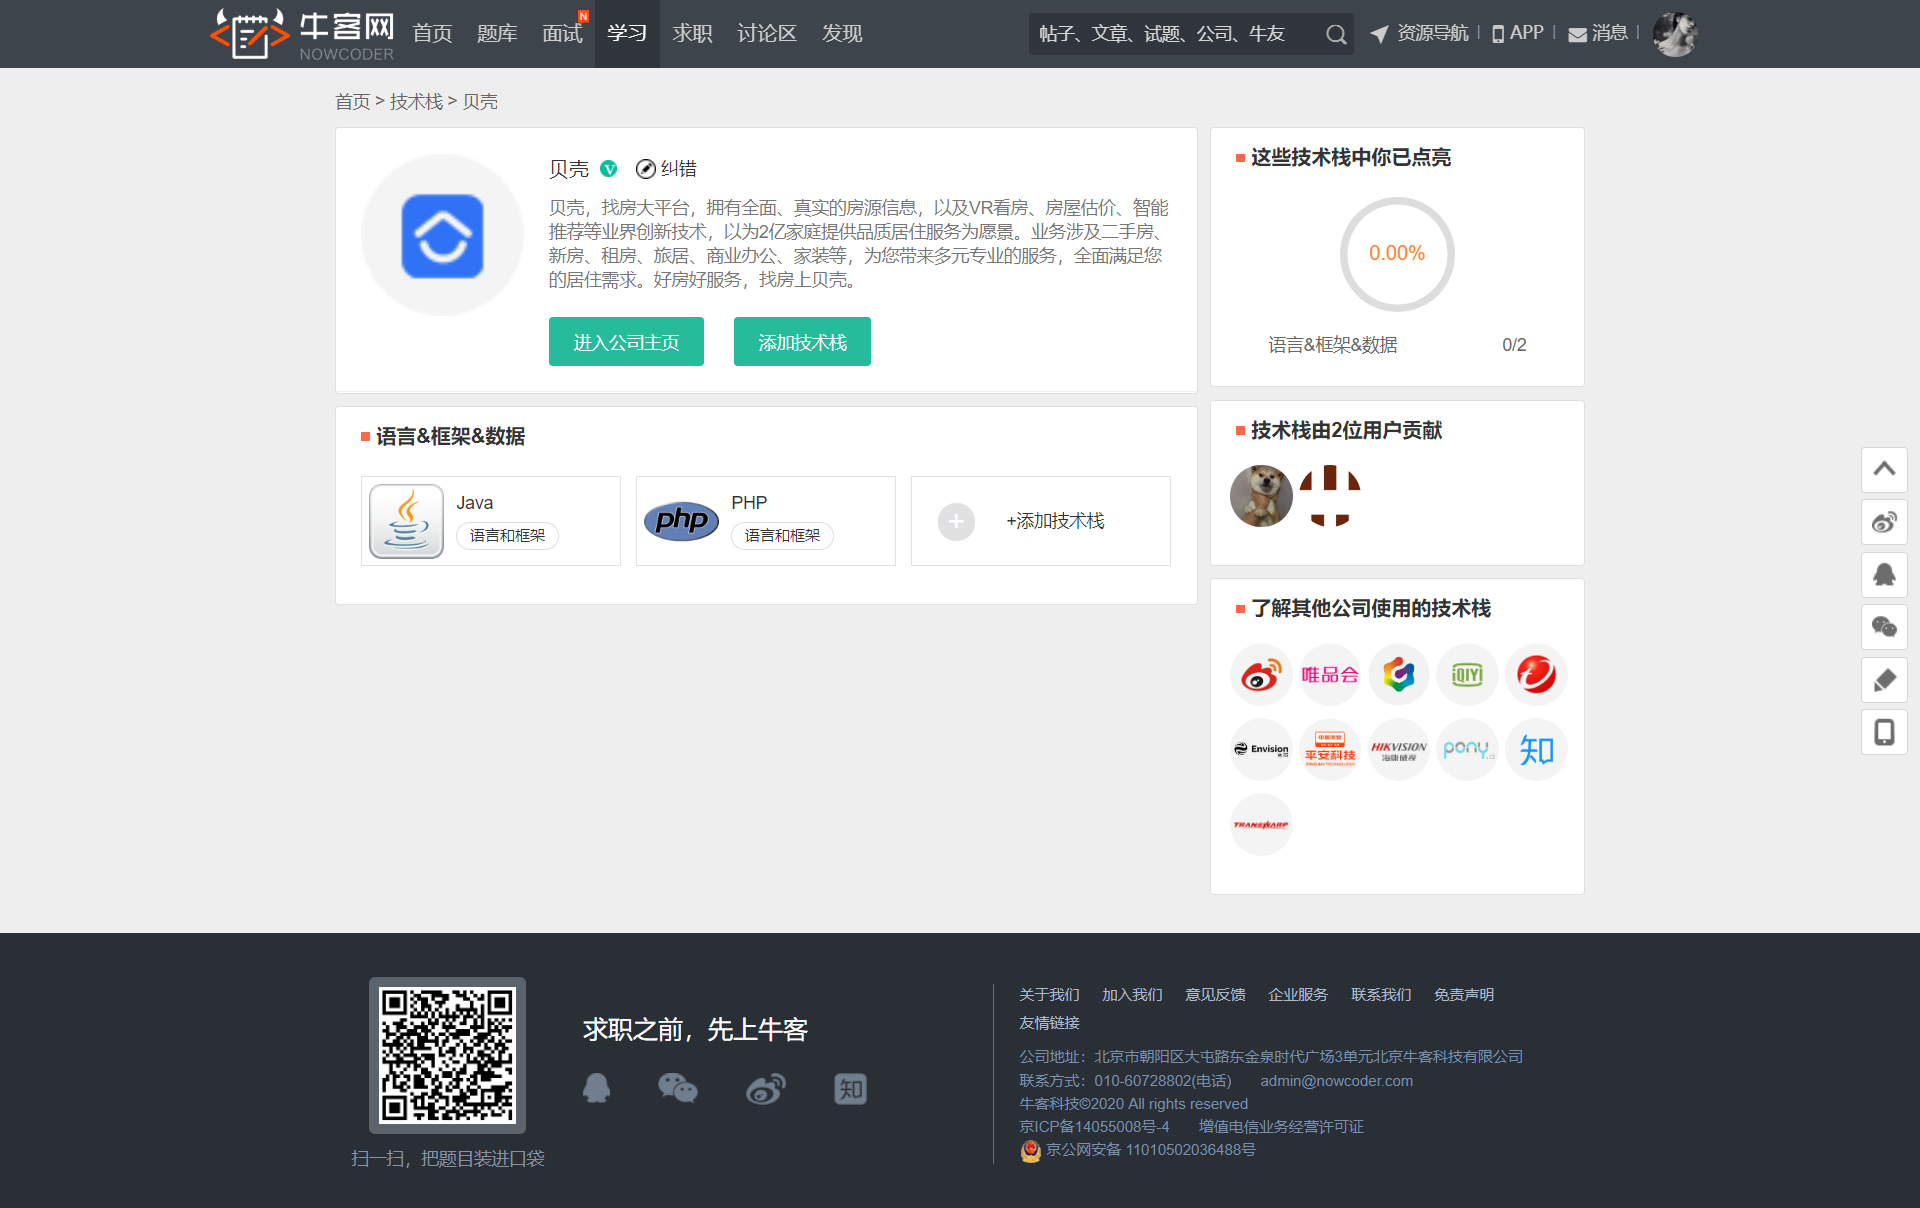 牛客网
NOWCODER
首页
题库
面试
N
学习
求职
讨论区
发现
帖子、文章、试题、公司、牛友
资源导航
APP
消息
首页 > 技术栈 > 贝壳
贝壳
V
纠错
贝壳，找房大平台，拥有全面、真实的房源信息，以及VR看房、房屋估价、智能
推荐等业界创新技术，以为2亿家庭提供品质居住服务为愿景。业务涉及二手房、
新房、租房、旅居、商业办公、家装等，为您带来多元专业的服务，全面满足您
的居住需求。好房好服务，找房上贝壳。
进入公司主页
添加技术栈
语言&框架&数据
Java
语言和框架
php
PHP
语言和框架
+添加技术栈
这些技术栈中你已点亮
0.00%
语言&框架&数据
0/2
技术栈由2位用户贡献
了解其他公司使用的技术栈
唯品会
iQIYI
Envision
平安科技
PINGAN TECHNOLOGY
HIKVISION
海康威视
pony.
知
TRANSWARP
扫一扫，把题目装进口袋
求职之前，先上牛客
知
关于我们
加入我们
意见反馈
企业服务
联系我们
免责声明
友情链接
公司地址：北京市朝阳区大屯路东金泉时代广场3单元北京牛客科技有限公司
联系方式：010-60728802(电话)
admin@nowcoder.com
牛客科技©2020 All rights reserved
京ICP备14055008号-4
增值电信业务经营许可证
京公网安备 11010502036488号